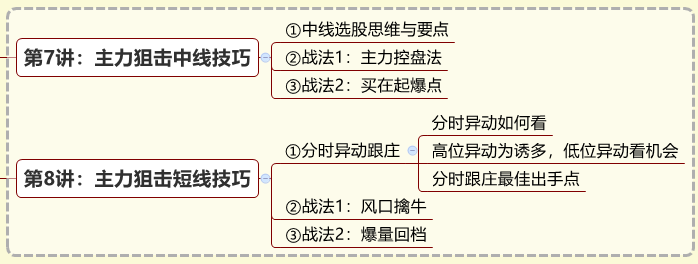 第7讲：主力狙击中线技巧
①中线选股思维与要点
②战法1：主力控盘法
③战法2：买在起爆点
第8讲：主力狙击短线技巧
①分时异动跟庄
分时异动如何看
高位异动为诱多，低位异动看机会
分时跟庄最佳出手点
②战法1：风口擒牛
③战法2：爆量回档